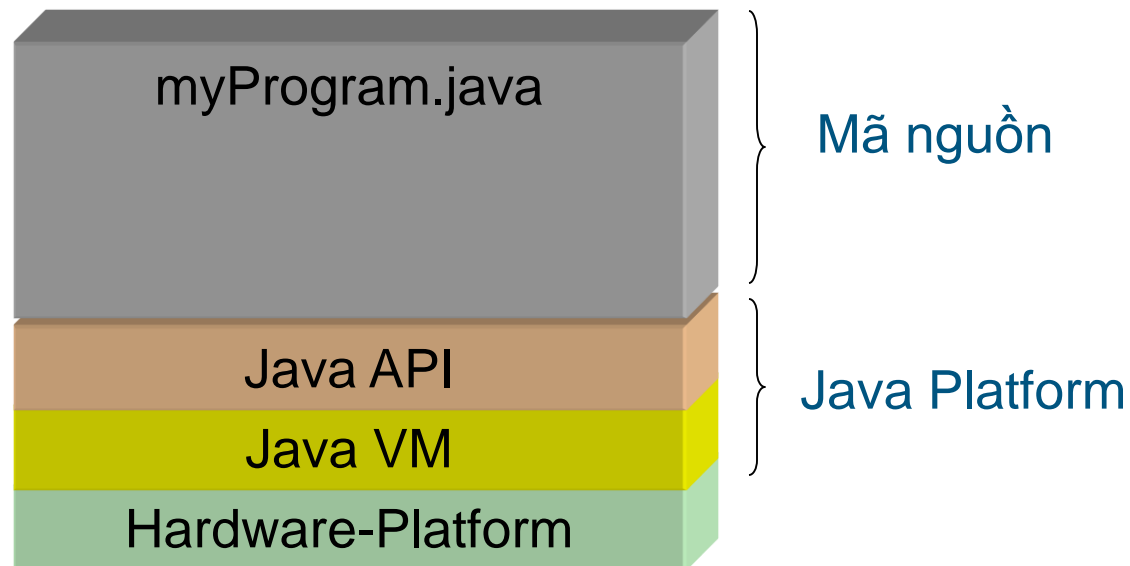 myProgram.java
Mã nguồn
Java API
Java Platform
Java VM
Hardware-Platform